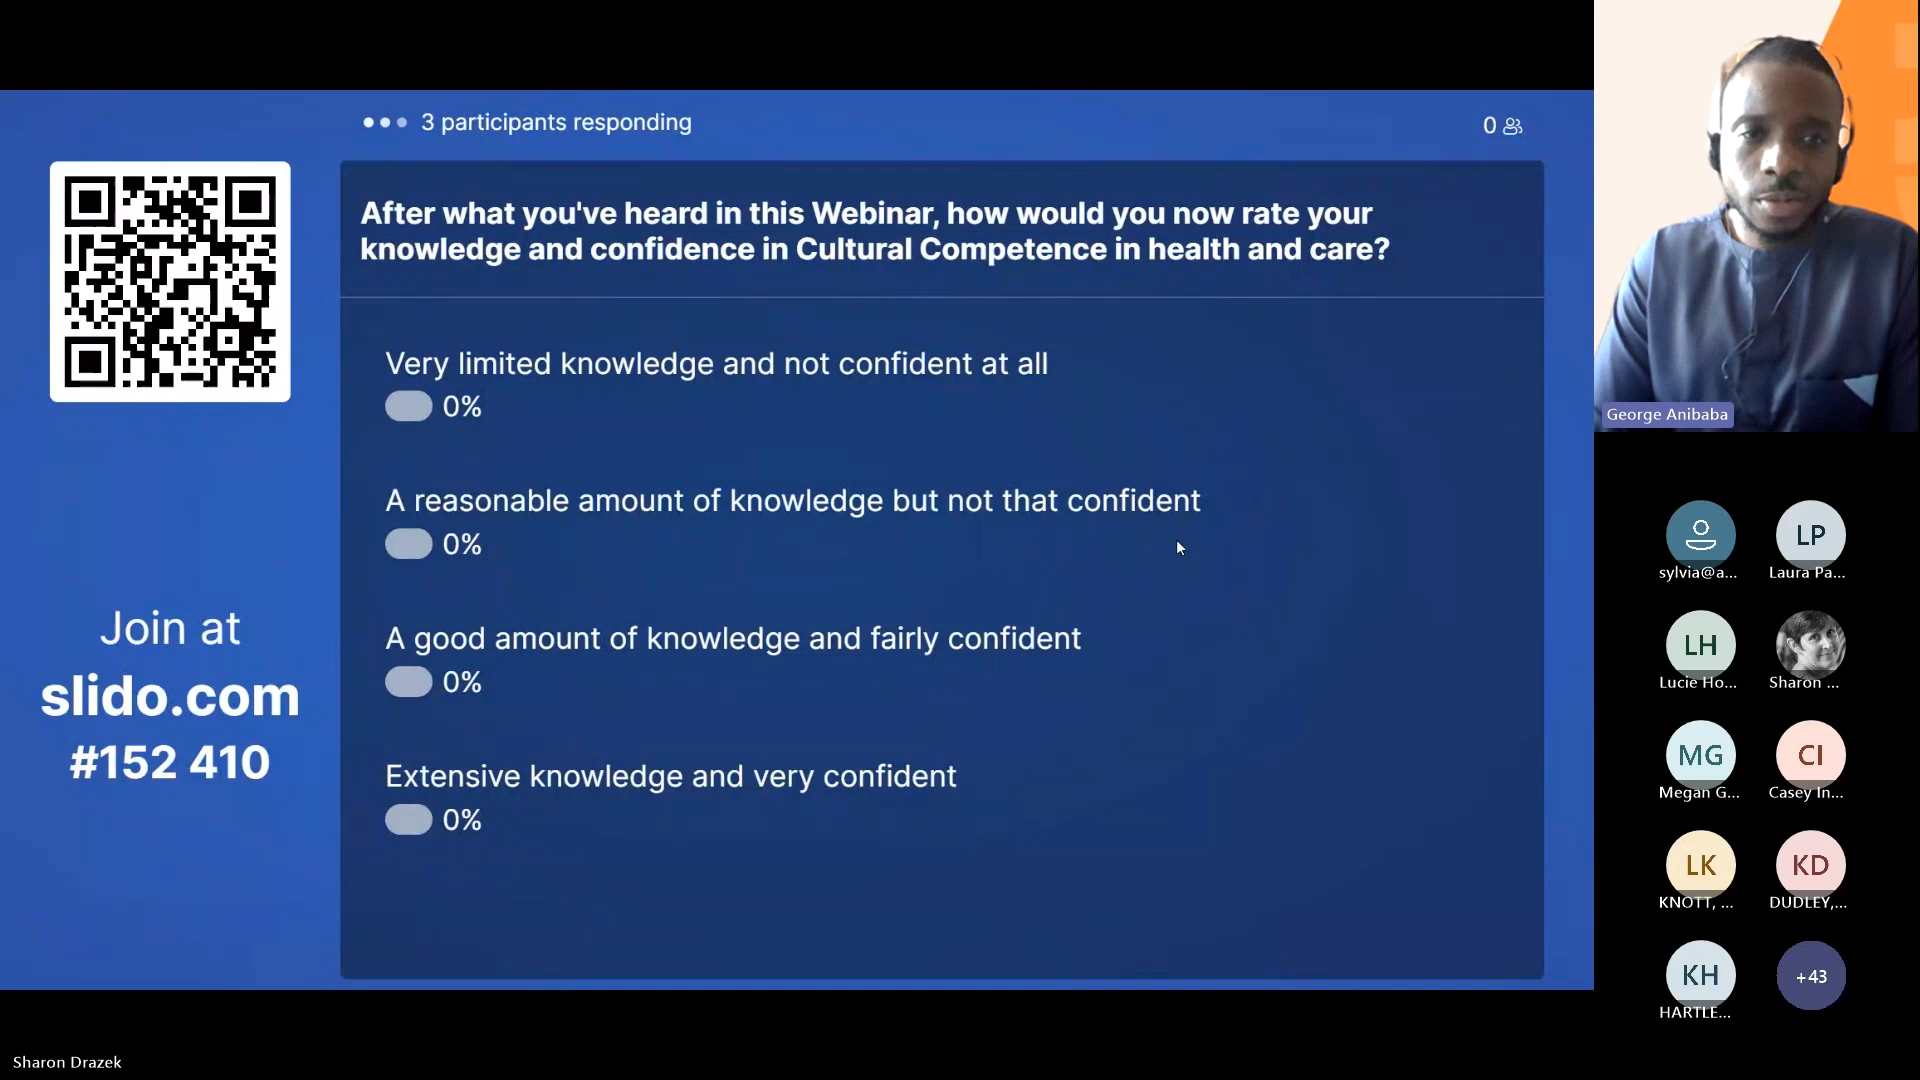 3 participants responding
0
After what you've heard in this Webinar, how would you now rate your
knowledge and confidence in Cultural Competence in health and care?
Very limited knowledge and not confident at all
0%
A reasonable amount of knowledge but not that confident
0%
A good amount of knowledge and fairly confident
0%
Extensive knowledge and very confident
0%
Join at
slido.com
#152 410
George Anibaba
sylvia@a...
LP
Laura Pa...
LH
Lucie Ho...
Sharon ...
MG
Megan G...
CI
Casey In...
LK
KNOTT, ...
KD
DUDLEY,...
KH
HARTLE...
+43
Sharon Drazek